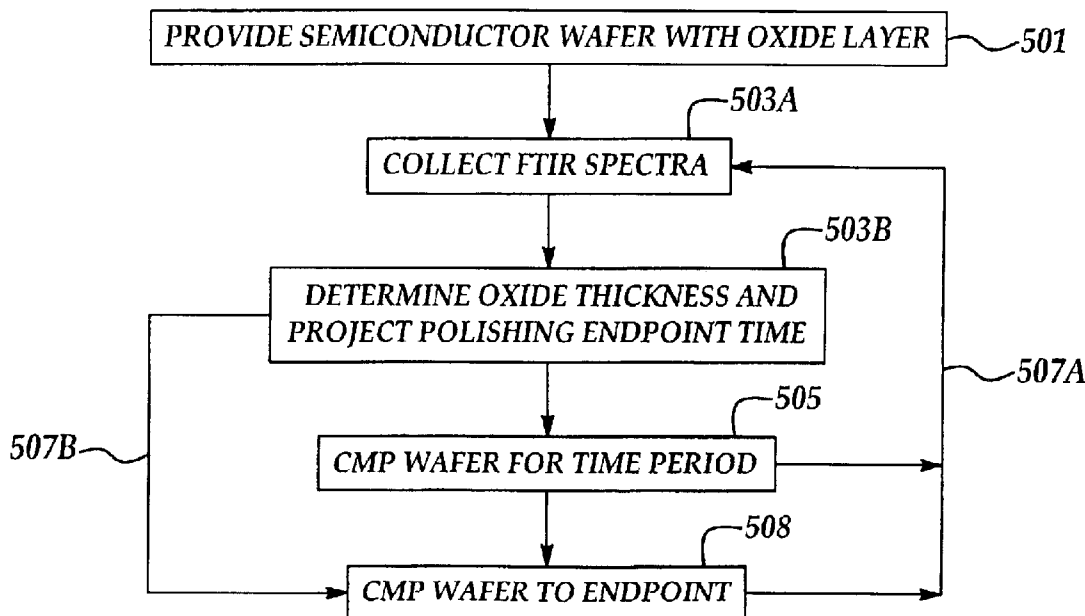 PROVIDE SEMICONDUCTOR WAFER WITH OXIDE LAYER
501
503A
COLLECT FTIR SPECTRA
503B
DETERMINE OXIDE THICKNESS AND
PROJECT POLISHING ENDPOINT TIME
507A
505
507B
CMP WAFER FOR TIME PERIOD
508
CMP WAFER TO ENDPOINT